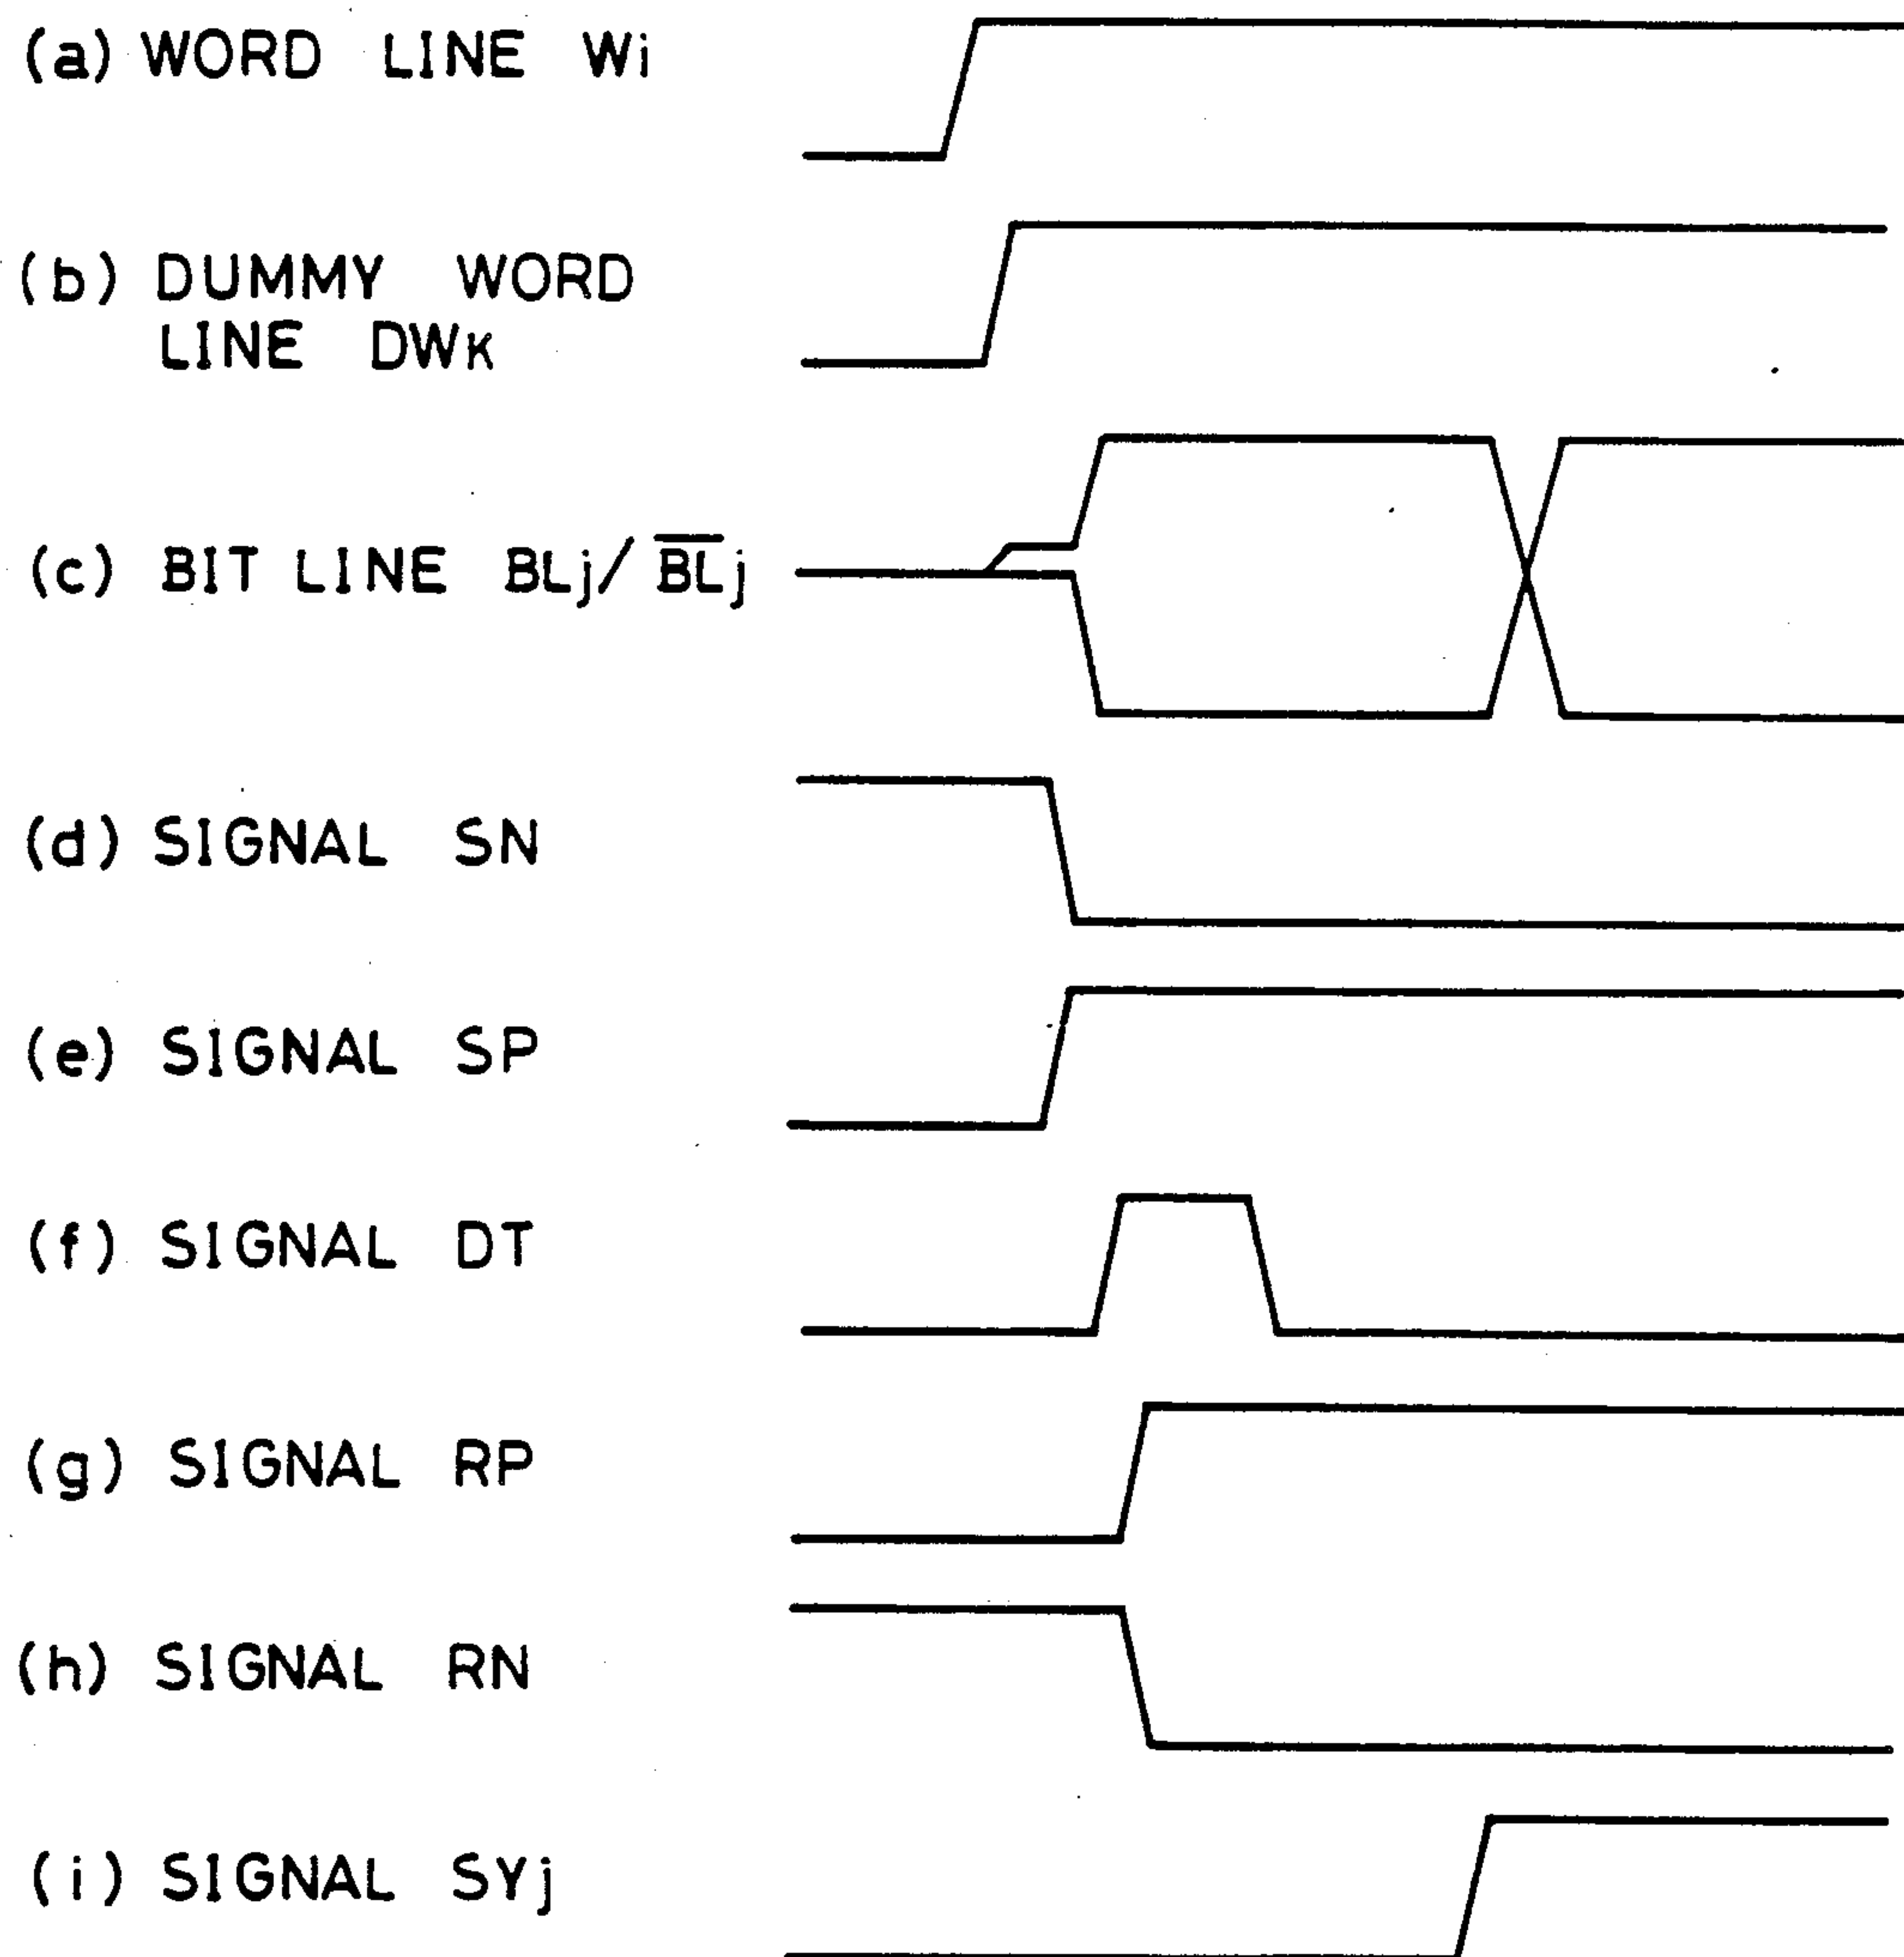 (a) WORD LINE Wi
(b) DUMMY WORD
LINE DWK
(c) BIT LINE BLj/ B̅L̅j
(d) SIGNAL SN
(e) SIGNAL SP
(f) SIGNAL DT
(g) SIGNAL RP
(h) SIGNAL RN
(i) SIGNAL SYj